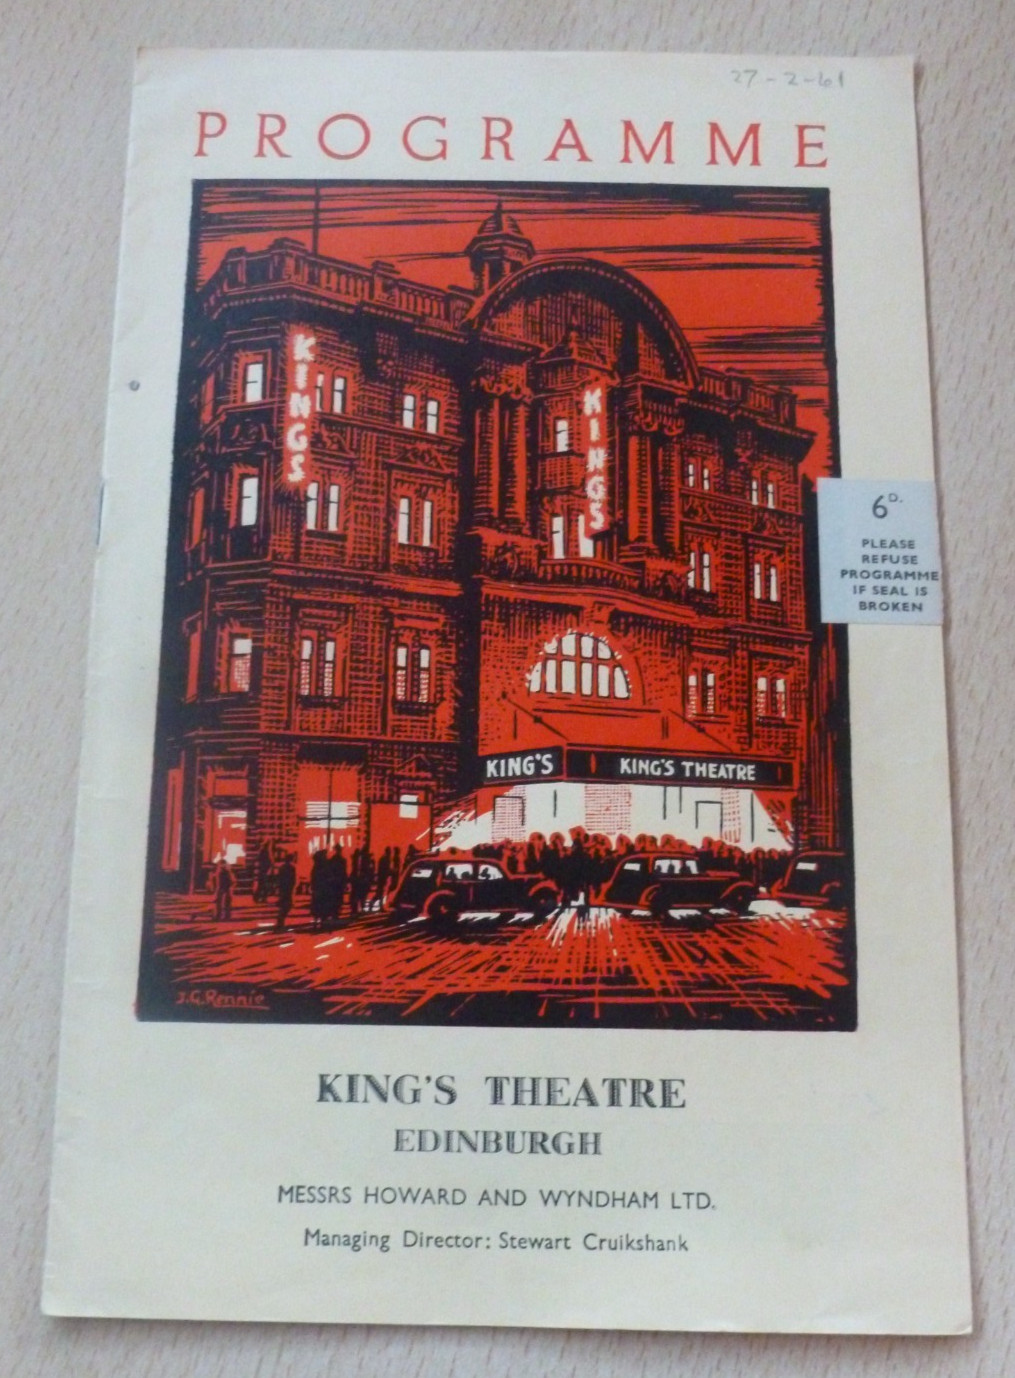 27-2-61
PROGRAMME
KINGS
KINGS
6D.
PLEASE
REFUSE
PROGRAMME
IF SEAL IS
BROKEN
KING'S
KING'S THEATRE
J.G.Rennie
KING'S THEATRE
EDINBURGH
MESSRS HOWARD AND WYNDHAM LTD.
Managing Director: Stewart Cruikshank